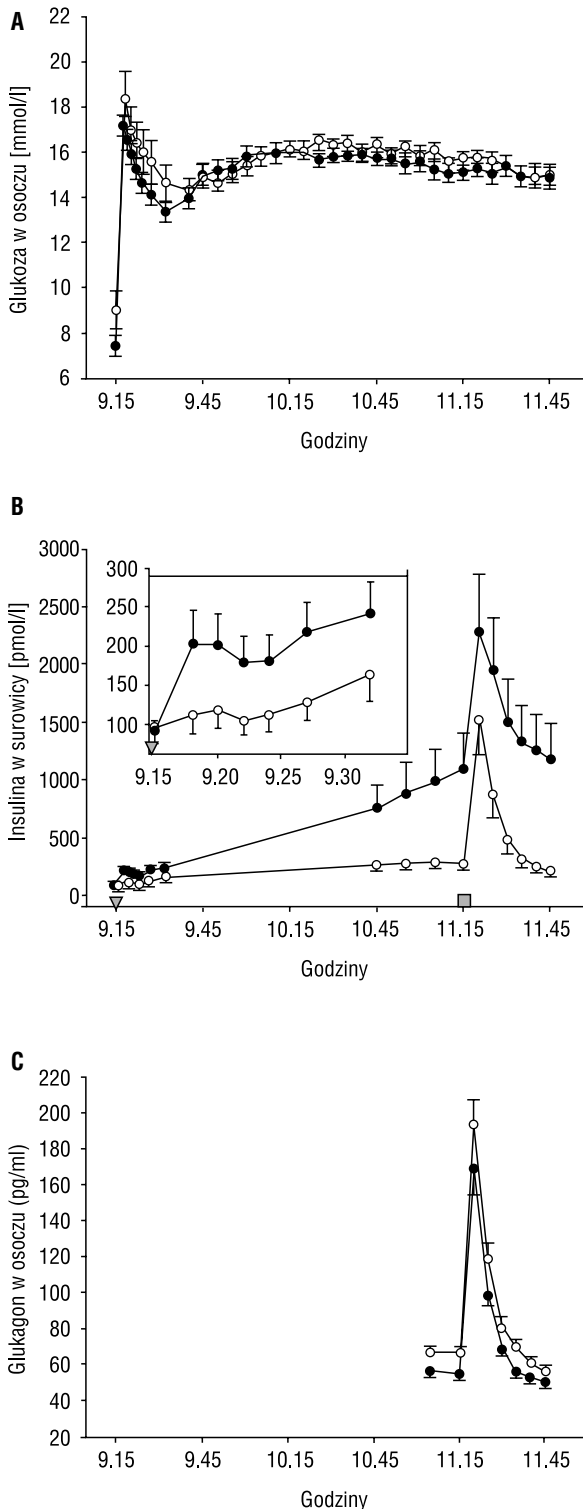 A
Glukoza w osoczu [mmol/l]
22
20
18
16
14
12
10
8
6
9.15 9.45 10.15 10.45 11.15 11.45
Godziny
B
Insulina w surowicy [pmol/l]
3000
2500
2000
1500
1000
500
0
300
250
200
150
100
9.15 9.20 9.25 9.30
9.15 9.45 10.15 10.45 11.15 11.45
Godziny
C
Glukagon w osoczu (pg/ml)
220
200
180
160
140
120
100
80
60
40
20
9.15 9.45 10.15 10.45 11.15 11.45
Godziny